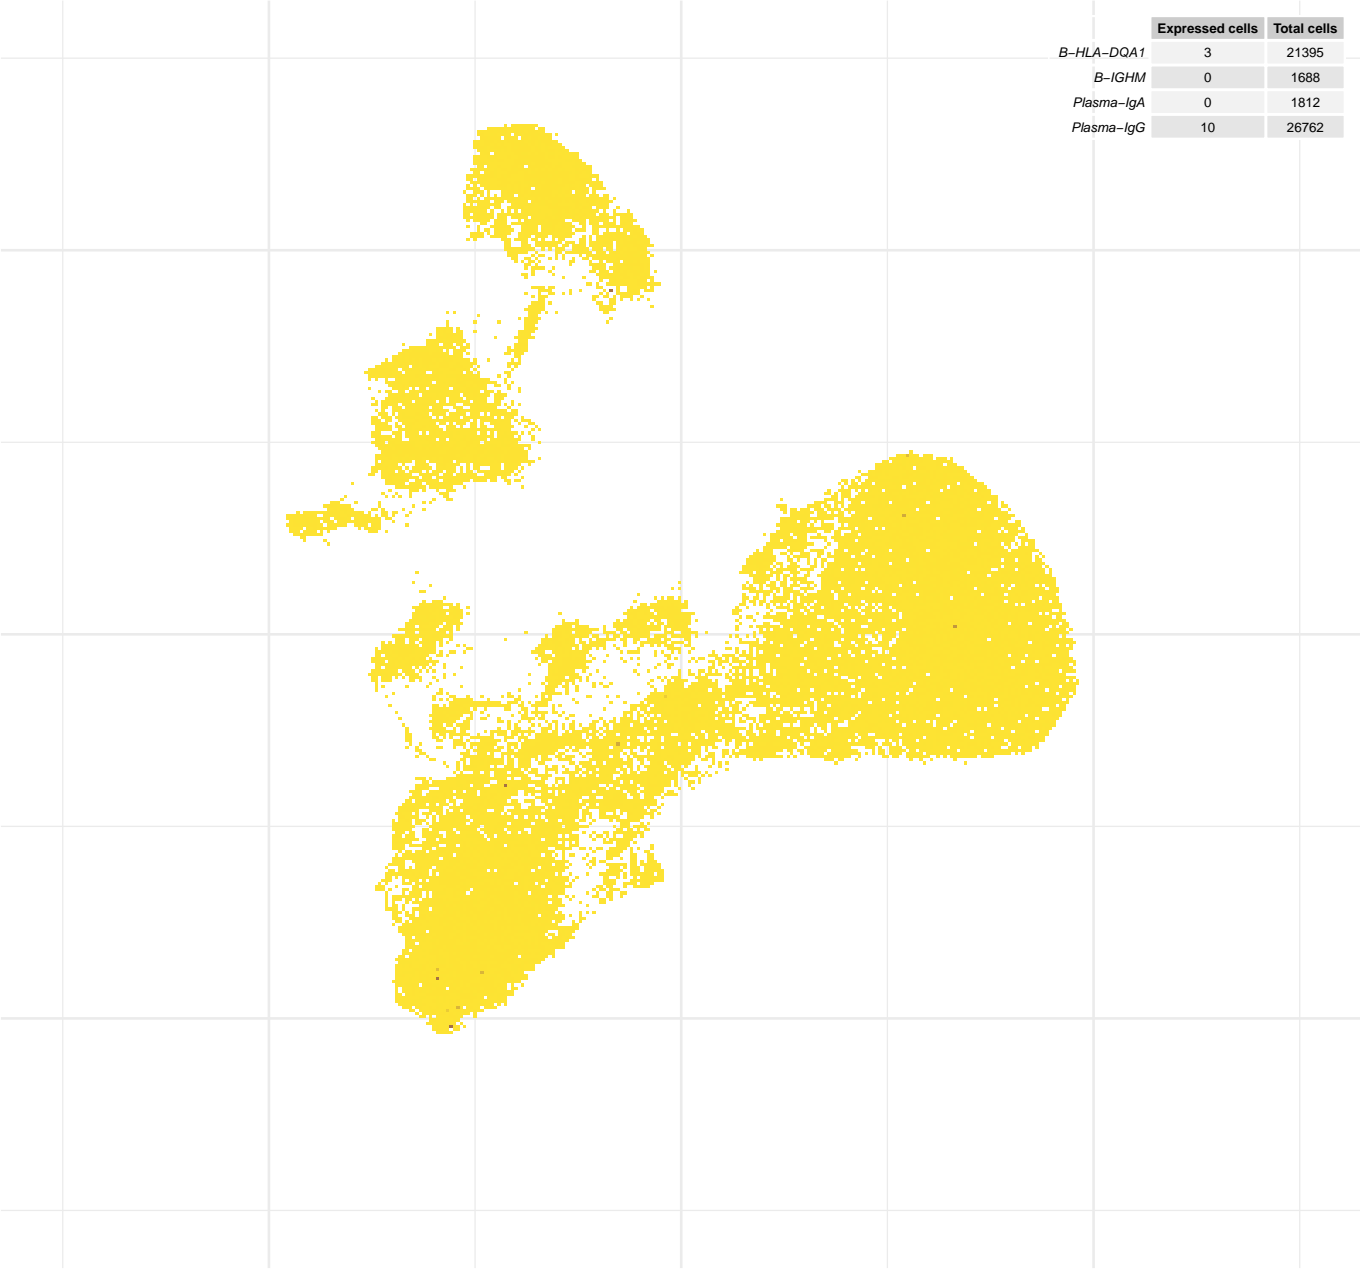 Expressed cells Total cells
B−HLA−DQA1 3 21395
B−IGHM 0 1688
Plasma−IgA 0 1812
Plasma−IgG 10 26762